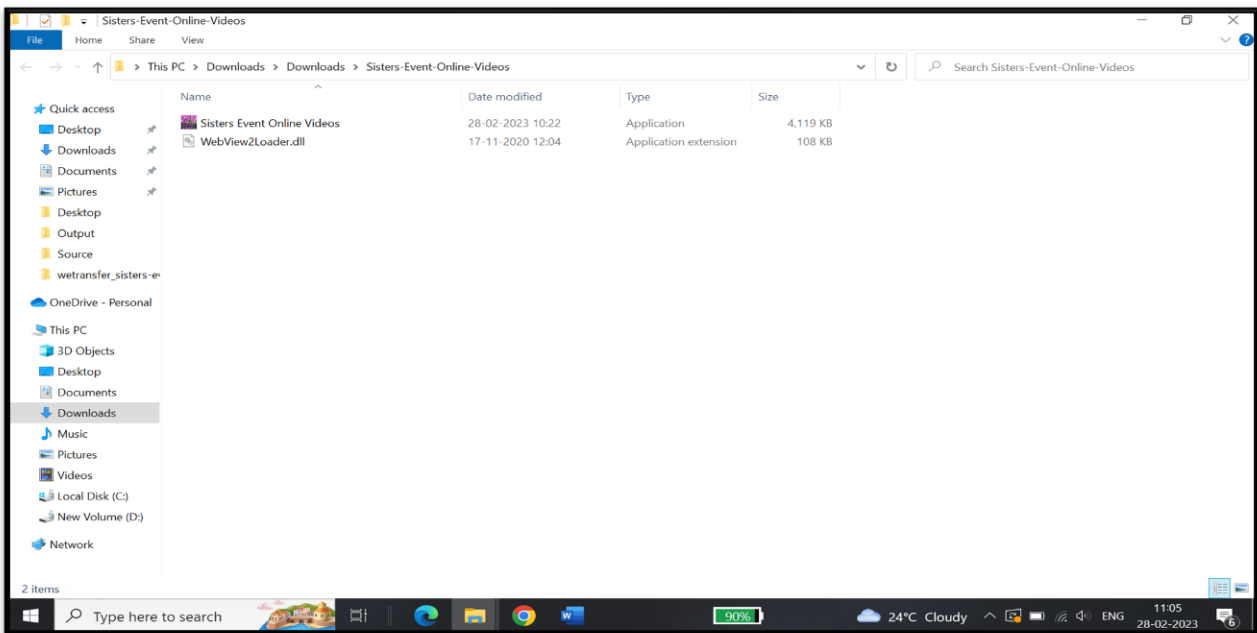 Sisters-Event-Online-Videos
File Home Share View
This PC > Downloads > Downloads > Sisters-Event-Online-Videos
Search Sisters-Event-Online-Videos
Quick access
Desktop
Downloads
Documents
Pictures
Desktop
Output
Source
wetransfer_sisters-ev
OneDrive - Personal
This PC
3D Objects
Desktop
Documents
Downloads
Music
Pictures
Videos
Local Disk (C:)
New Volume (D:)
Network
Name Date modified Type Size
Sisters Event Online Videos 28-02-2023 10:22 Application 4,119 KB
WebView2Loader.dll 17-11-2020 12:04 Application extension 108 KB
2 items
Type here to search
90%
24°C Cloudy
ENG
11:05
28-02-2023
6